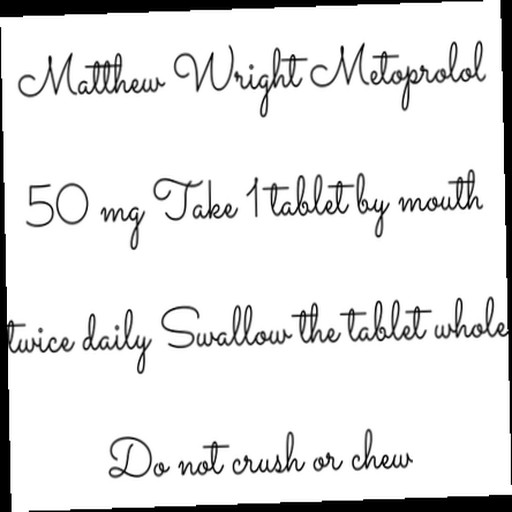 Matthew Wright Metoprolol
50 mg Take 1 tablet by mouth
twice daily Swallow the tablet whole
Do not crush or chew